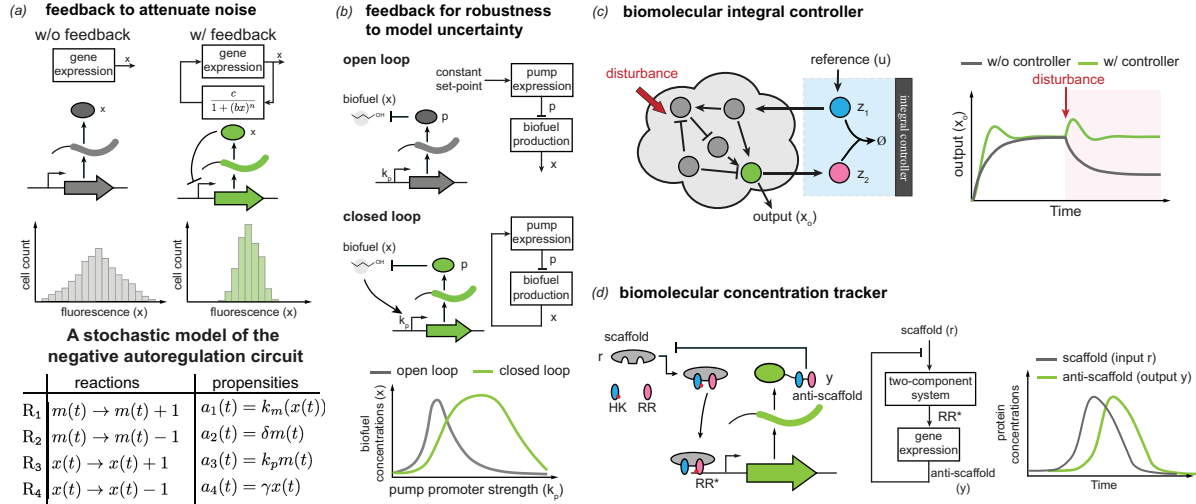 (a) feedback to attenuate noise
w/o feedback
w/ feedback
gene
expression
x
gene
expression
x
c
1 + (bx)^n
x
x
cell count
fluorescence (x)
cell count
fluorescence (x)
A stochastic model of the
negative autoregulation circuit
reactions propensities
R₁ m(t) → m(t) + 1 a₁(t) = kₘ(x(t))
R₂ m(t) → m(t) − 1 a₂(t) = δm(t)
R₃ x(t) → x(t) + 1 a₃(t) = kₚm(t)
R₄ x(t) → x(t) − 1 a₄(t) = γx(t)
(b) feedback for robustness
to model uncertainty
open loop
biofuel (x)
OH
p
kₚ
constant
set-point
pump
expression
p
biofuel
production
x
closed loop
biofuel (x)
OH
p
kₚ
pump
expression
p
biofuel
production
x
open loop closed loop
biofuel
concentrations (x)
pump promoter strength (kₚ)
(c) biomolecular integral controller
disturbance
reference (u)
z₁
∅
z₂
integral controller
output (xₒ)
w/o controller w/ controller
disturbance
output (xₒ)
Time
(d) biomolecular concentration tracker
scaffold
r
HK RR
y
anti-scaffold
RR*
scaffold (r)
two-component
system
RR*
gene
expression
anti-scaffold
(y)
scaffold (input r)
anti-scaffold (output y)
protein
concentrations
Time